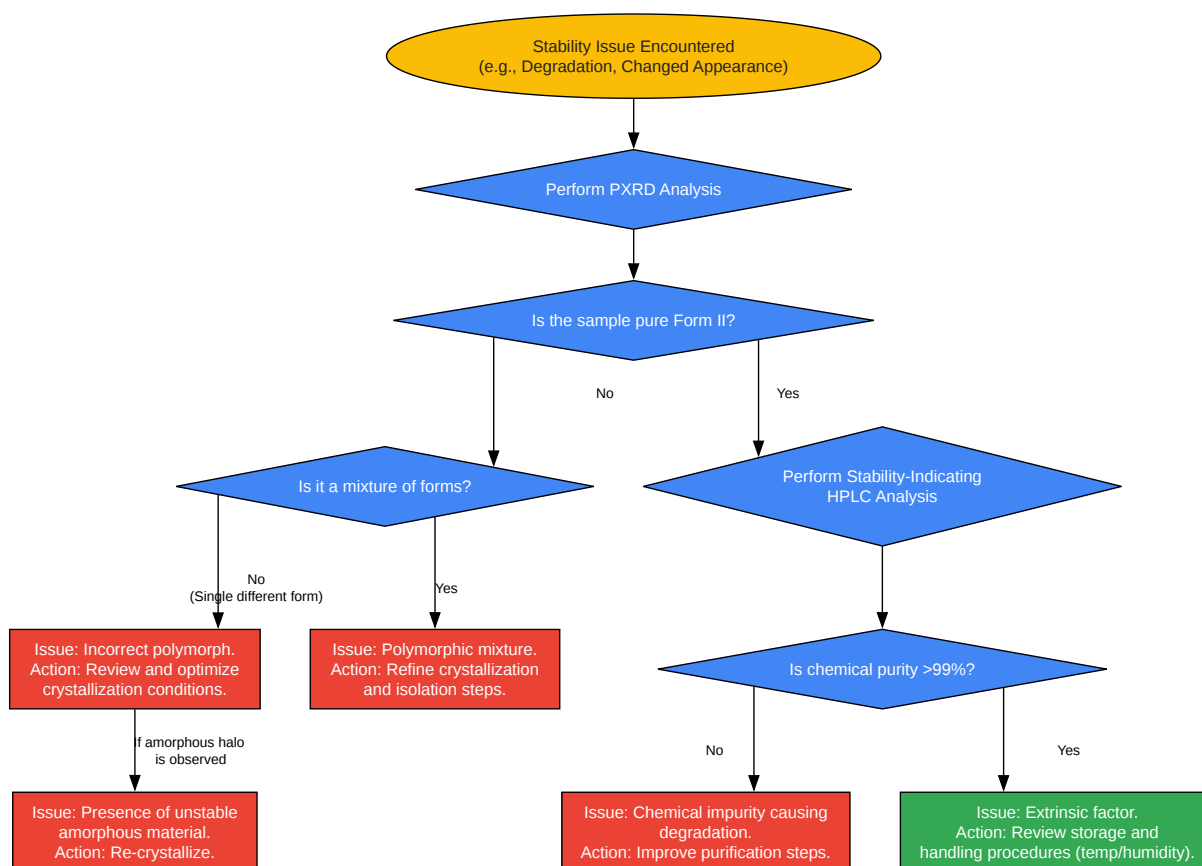 Stability Issue Encountered
(e.g., Degradation, Changed Appearance)
Perform PXRD Analysis
Is the sample pure Form II?
No
Yes
Is it a mixture of forms?
Perform Stability-Indicating
HPLC Analysis
No
(Single different form)
Yes
Issue: Incorrect polymorph.
Action: Review and optimize
crystallization conditions.
Issue: Polymorphic mixture.
Action: Refine crystallization
and isolation steps.
Is chemical purity >99%?
If amorphous halo
is observed
No
Yes
Issue: Presence of unstable
amorphous material.
Action: Re-crystallize.
Issue: Chemical impurity causing
degradation.
Action: Improve purification steps.
Issue: Extrinsic factor.
Action: Review storage and
handling procedures (temp/humidity).